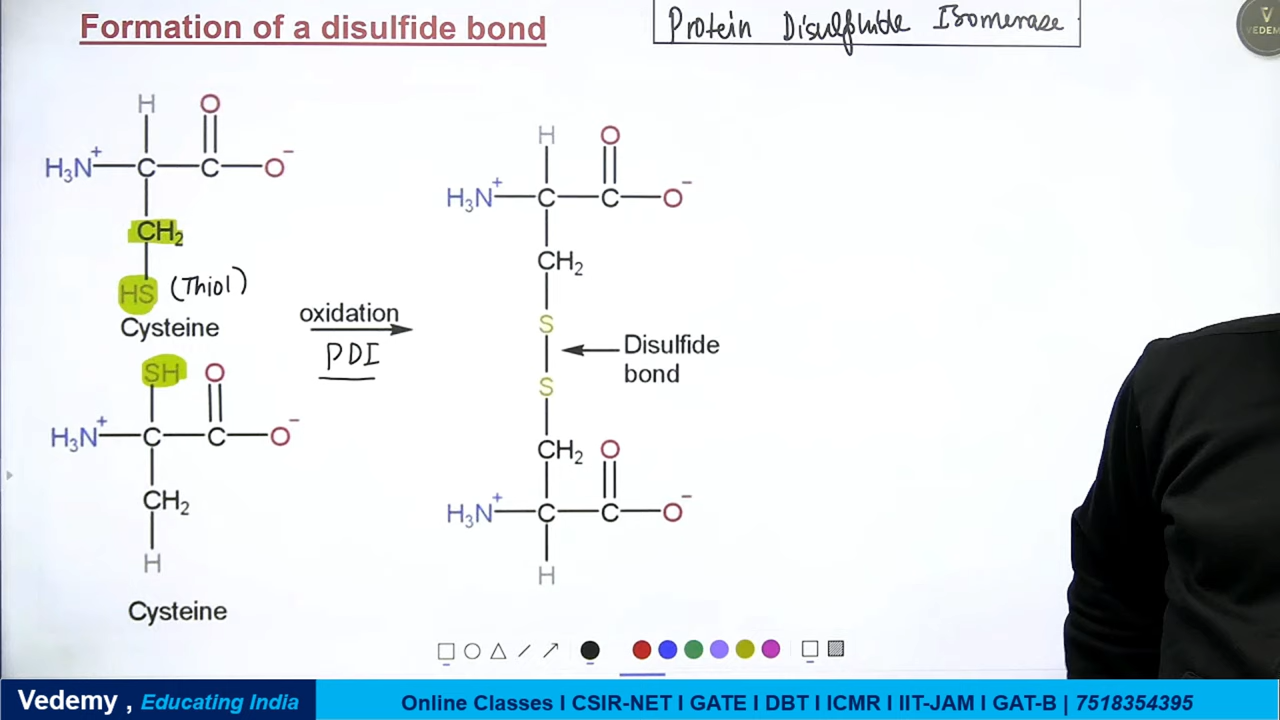 Formation of a disulfide bond
Protein Disulfide Isomerase
V
VEDEM
H O
H₃N⁺ C C O⁻
CH₂
HS (Thiol)
Cysteine
SH O
H₃N⁺ C C O⁻
CH₂
H
Cysteine
oxidation
PDI
H O
H₃N⁺ C C O⁻
CH₂
S
Disulfide
bond
S
CH₂ O
H₃N⁺ C C O⁻
H
Vedemy , Educating India
Online Classes I CSIR-NET I GATE I DBT I ICMR I IIT-JAM I GAT-B | 7518354395